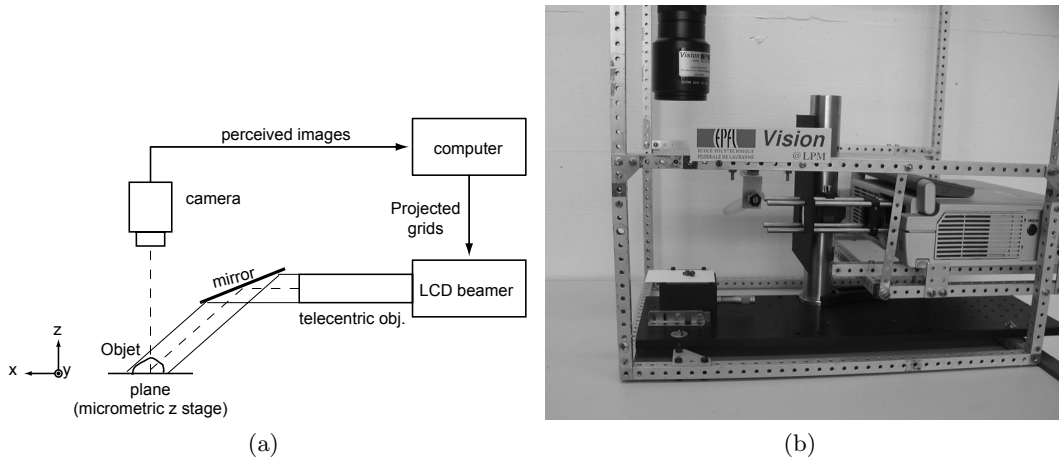 perceived images
computer
camera
Projected
grids
mirror
LCD beamer
telecentric obj.
Objet
z
x
y
plane
(micrometric z stage)
(a)
Vision
EPFL
Vision
ECOLE POLYTECHNIQUE
FÉDÉRALE DE LAUSANNE
@LPM
(b)